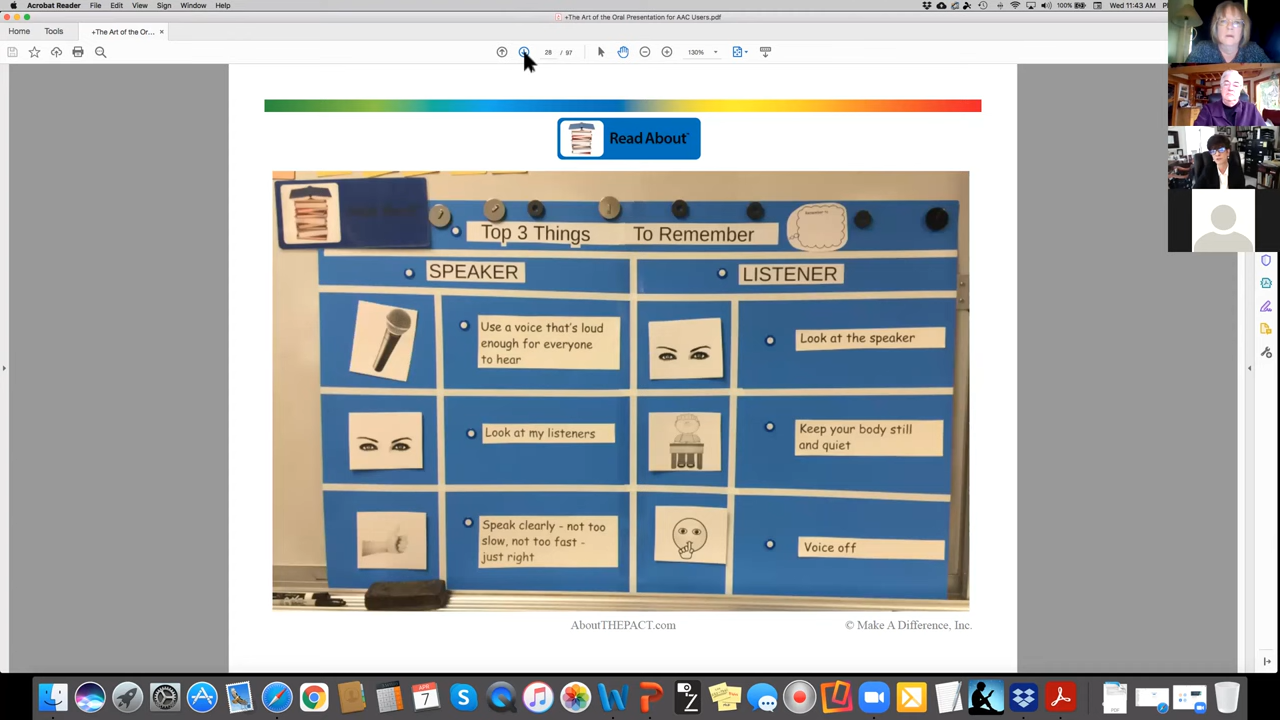 Acrobat Reader File Edit View Sign Window Help 100% Wed 11:43 AM
+The Art of the Oral Presentation for AAC Users.pdf
Home Tools +The Art of the Or... ×
28 / 97 130%
Read About
Top 3 Things To Remember
SPEAKER LISTENER
Use a voice that's loud
enough for everyone
to hear
Look at the speaker
Look at my listeners
Keep your body still
and quiet
Speak clearly - not too
slow, not too fast -
just right
Voice off
AboutTHEPACT.com © Make A Difference, Inc.
APR
7